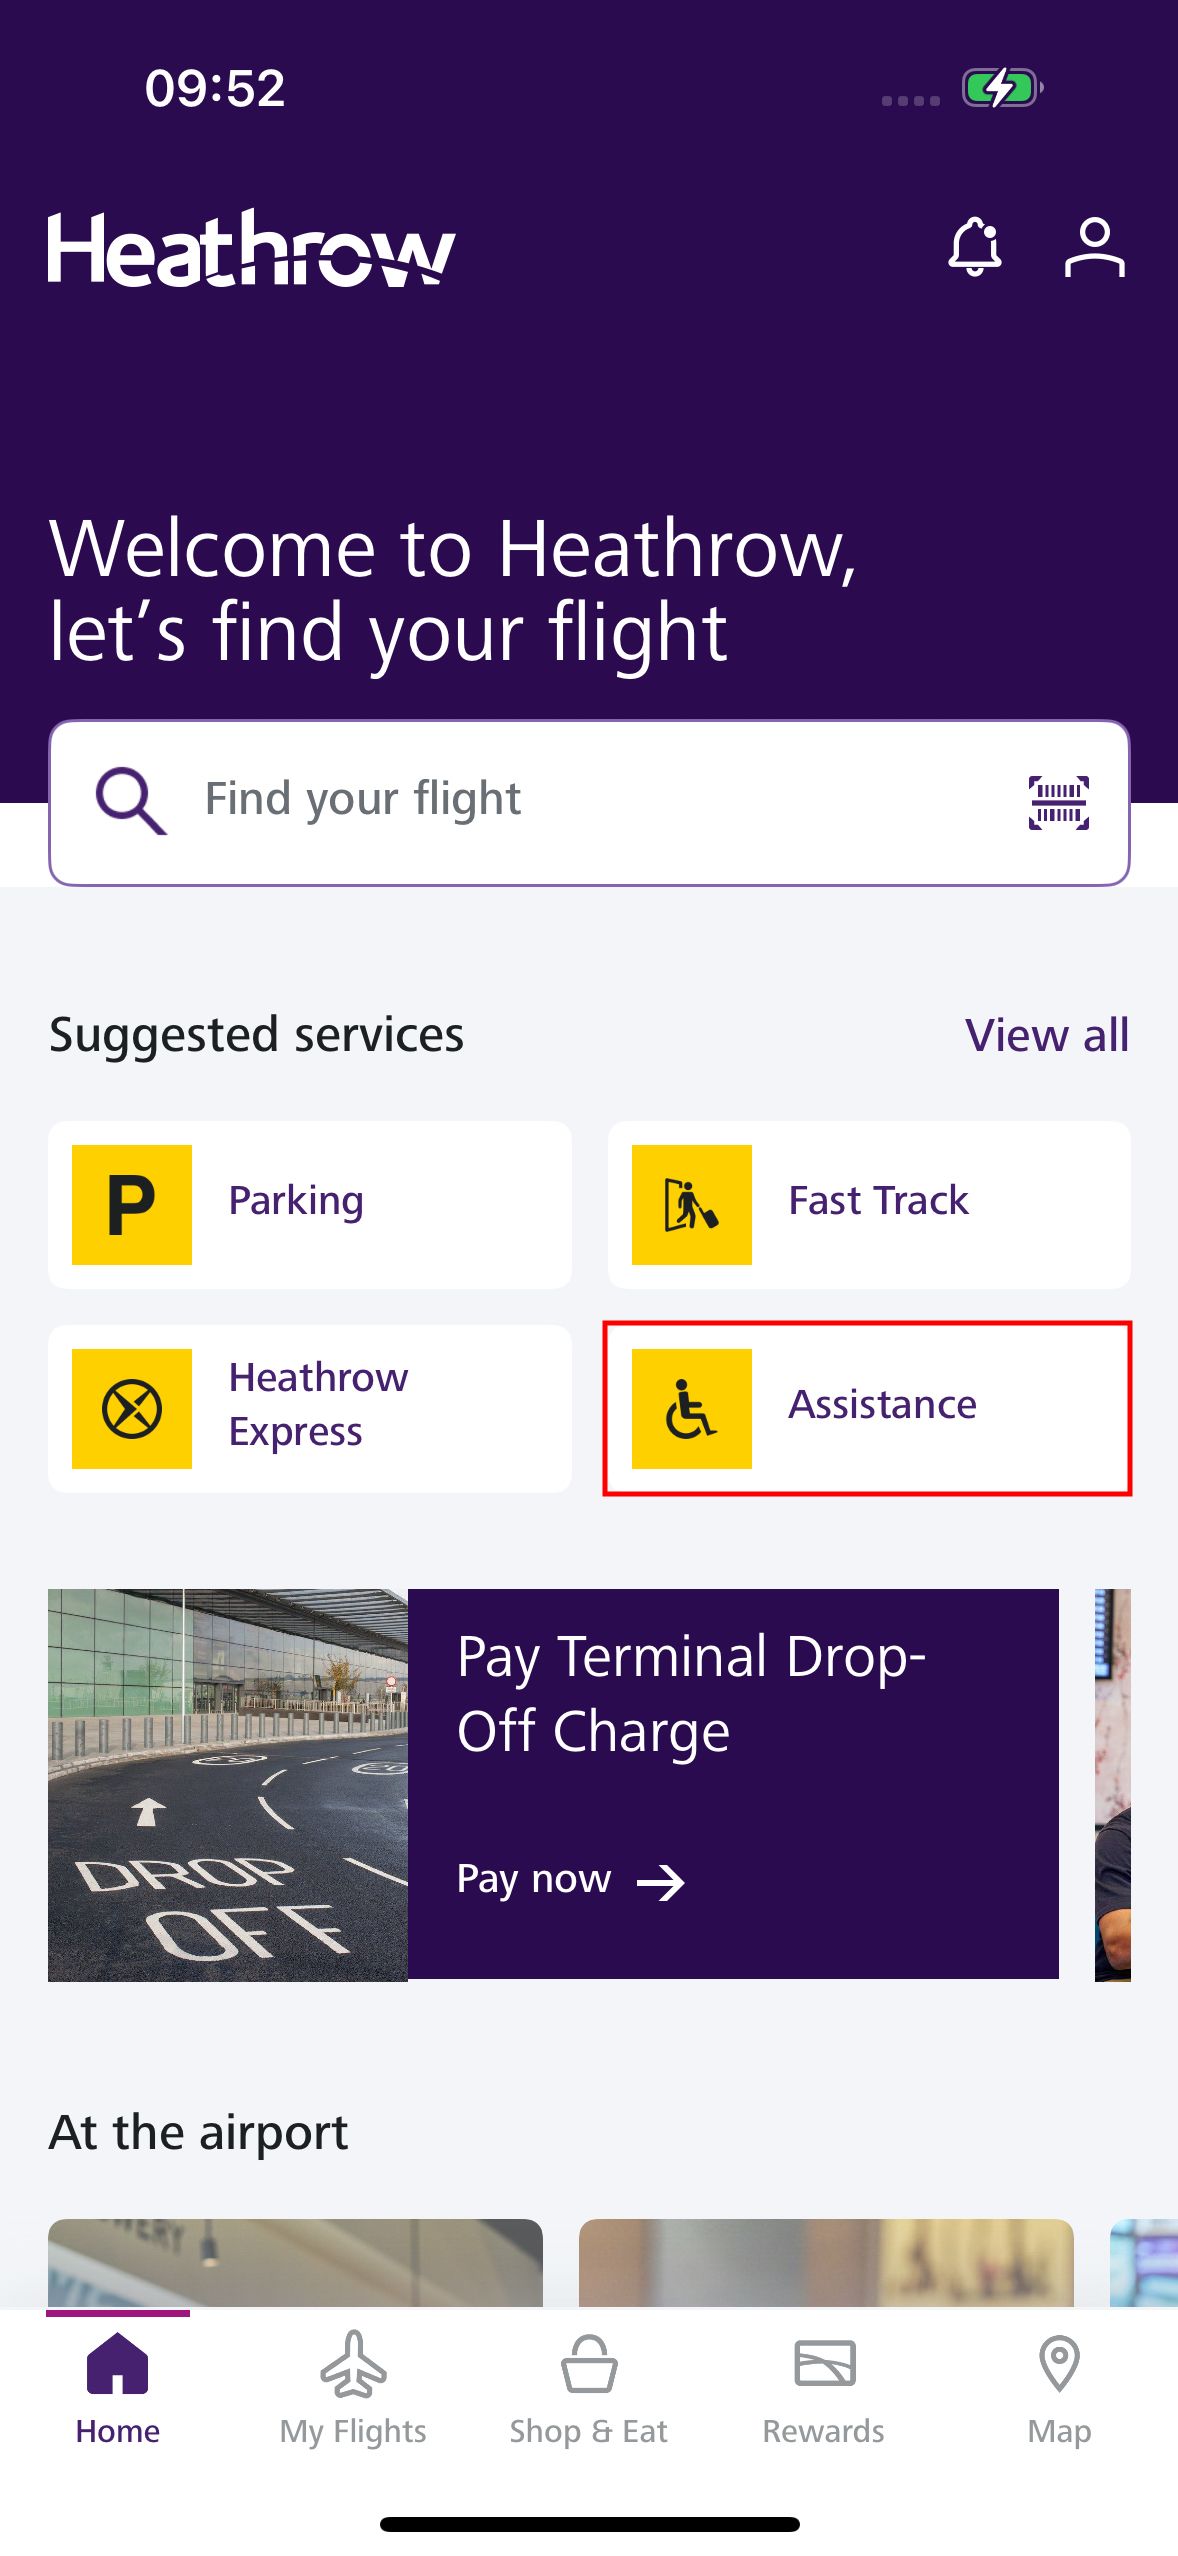 09:52
Heathrow
Welcome to Heathrow,
let’s find your flight
Find your flight
Suggested services
View all
P
Parking
Fast Track
Heathrow
Express
Assistance
Pay Terminal Drop-
Off Charge
Pay now
DROP
OFF
At the airport
Home
My Flights
Shop & Eat
Rewards
Map